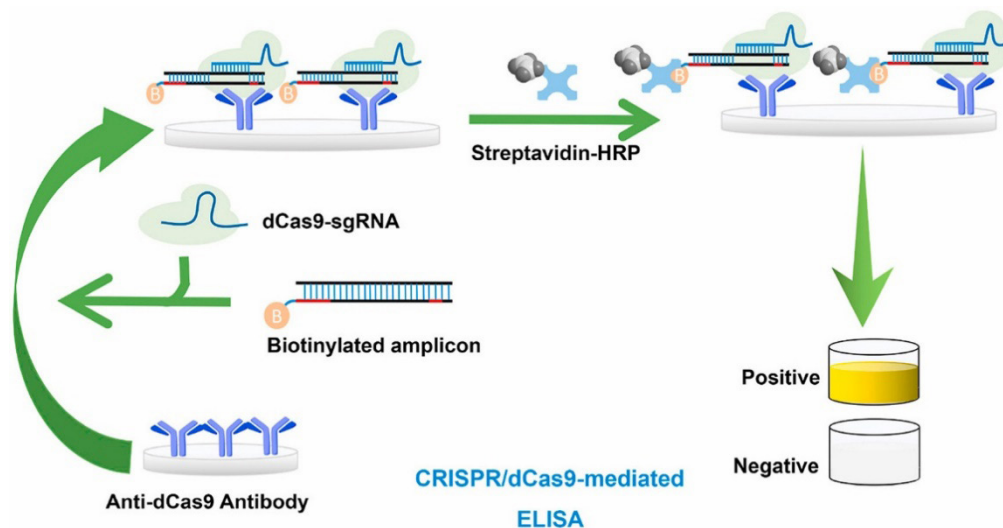 B
B
Streptavidin-HRP
B
B
dCas9-sgRNA
B
Biotinylated amplicon
Anti-dCas9 Antibody
Positive
Negative
CRISPR/dCas9-mediated
ELISA